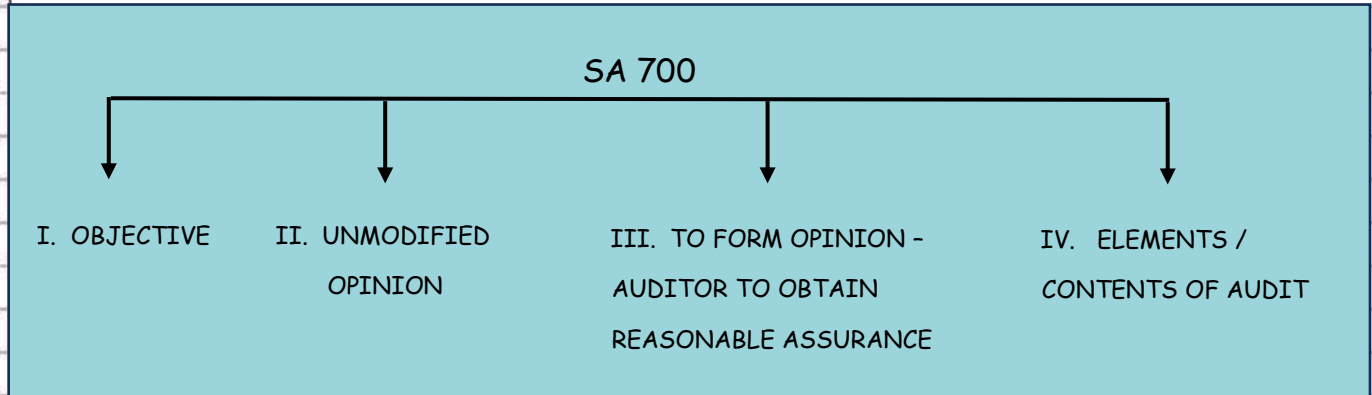 SA 700
I. OBJECTIVE
II. UNMODIFIED
OPINION
III. TO FORM OPINION –
AUDITOR TO OBTAIN
REASONABLE ASSURANCE
IV. ELEMENTS /
CONTENTS OF AUDIT